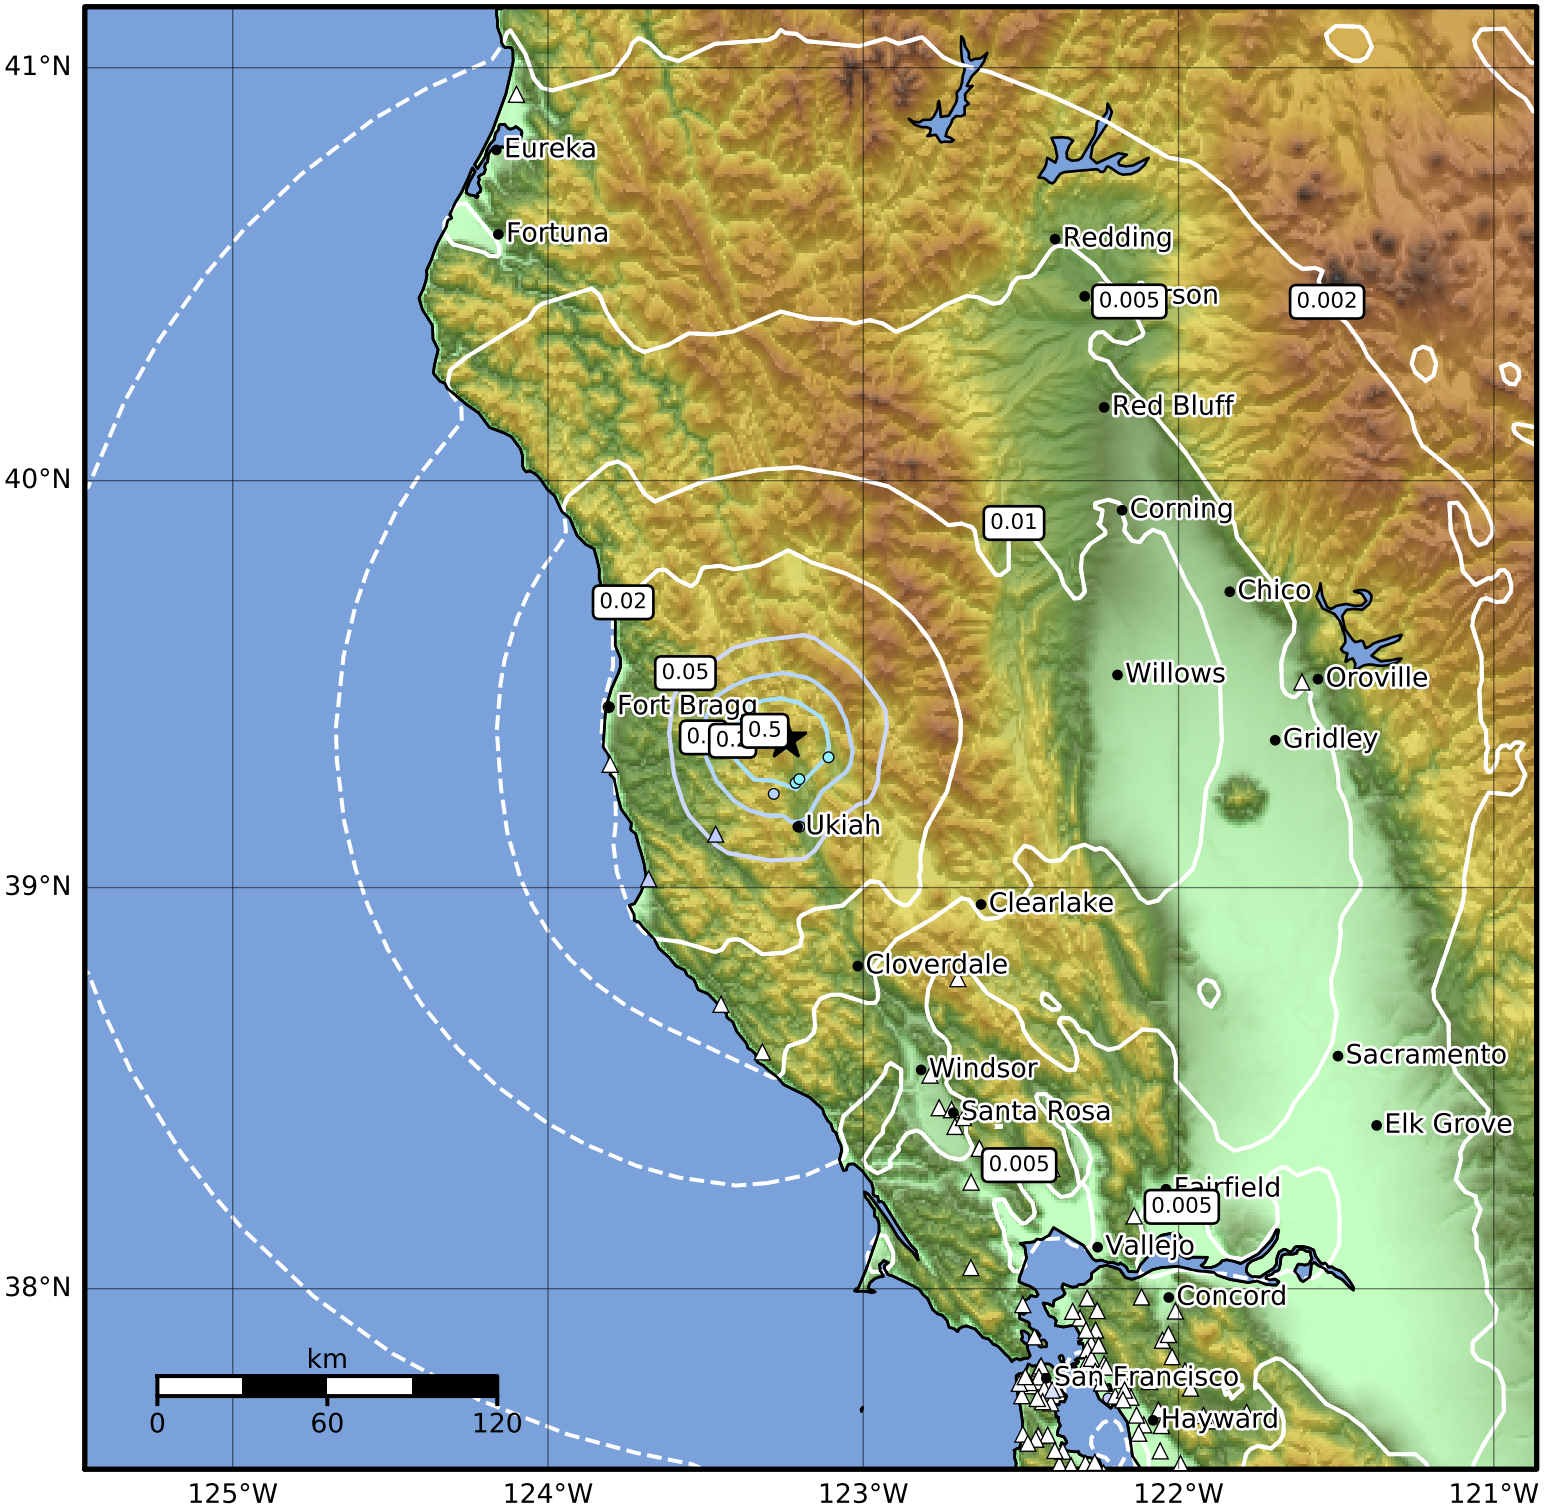 41°N
Eureka
Fortuna
Redding
0.005
rson
0.002
Red Bluff
40°N
Corning
0.01
Chico
0.02
0.05
Willows
Oroville
Fort Bragg
0.5
Gridley
Ukiah
39°N
Clearlake
Cloverdale
Sacramento
Windsor
Santa Rosa
Elk Grove
0.005
Fairfield
0.005
Vallejo
38°N
Concord
km
San Francisco
0 60 120
Hayward
125°W 124°W 123°W 122°W 121°W